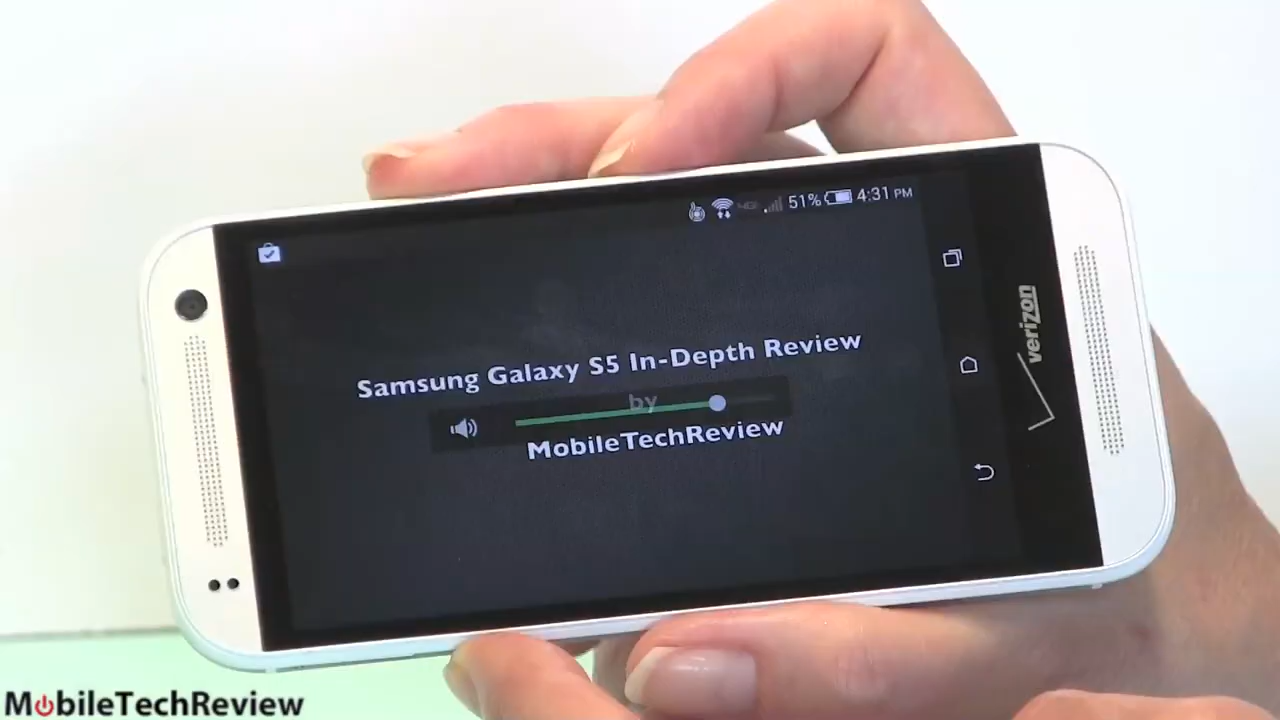 51% 4:31 PM
Samsung Galaxy S5 In-Depth Review
by
MobileTechReview
verizon
MobileTechReview